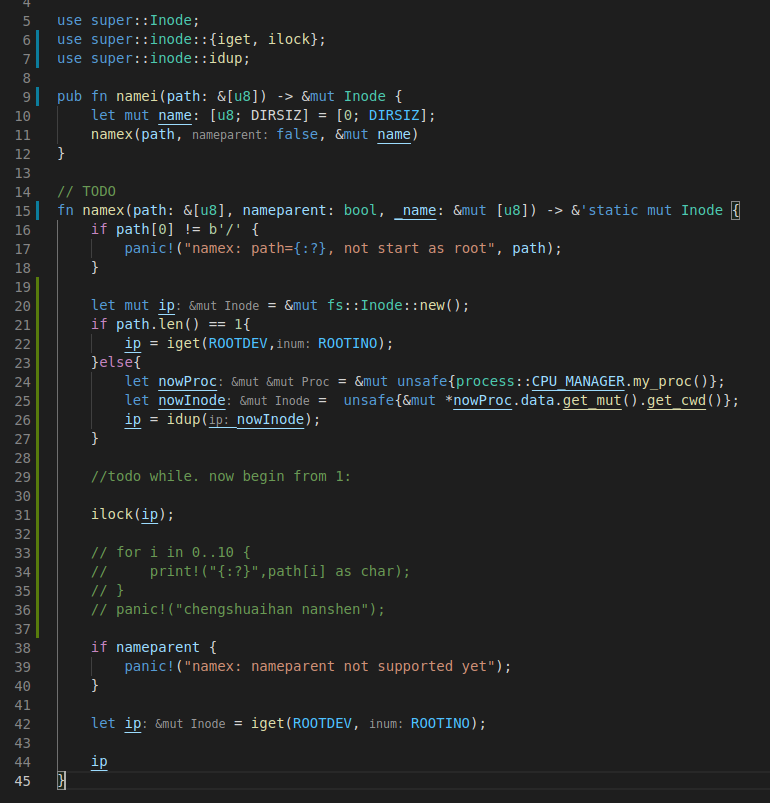 4
5 use super::Inode;
6 use super::inode::{iget, ilock};
7 use super::inode::idup;
8
9 pub fn namei(path: &[u8]) -> &mut Inode {
10     let mut name: [u8; DIRSIZ] = [0; DIRSIZ];
11     namex(path, nameparent: false, &mut name)
12 }
13
14 // TODO
15 fn namex(path: &[u8], nameparent: bool, _name: &mut [u8]) -> &'static mut Inode {
16     if path[0] != b'/' {
17         panic!("namex: path={:?}, not start as root", path);
18     }
19
20     let mut ip: &mut Inode = &mut fs::Inode::new();
21     if path.len() == 1{
22         ip = iget(ROOTDEV,inum: ROOTINO);
23     }else{
24         let nowProc: &mut &mut Proc = &mut unsafe{process::CPU_MANAGER.my_proc()};
25         let nowInode: &mut Inode =  unsafe{&mut *nowProc.data.get_mut().get_cwd()};
26         ip = idup(ip: nowInode);
27     }
28
29     //todo while. now begin from 1:
30
31     ilock(ip);
32
33     // for i in 0..10 {
34     //     print!("{:?}",path[i] as char);
35     // }
36     // panic!("chengshuaihan nanshen");
37
38     if nameparent {
39         panic!("namex: nameparent not supported yet");
40     }
41
42     let ip: &mut Inode = iget(ROOTDEV, inum: ROOTINO);
43
44     ip
45 }